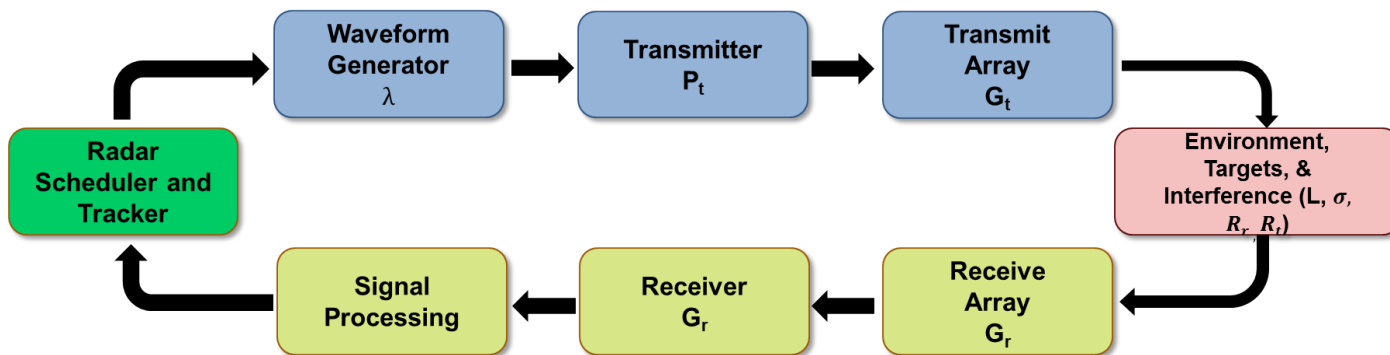 Waveform
Generator
λ
Transmitter
Pₜ
Transmit
Array
Gₜ
Environment,
Targets, &
Interference (L, σ,
Rᵣ, Rₜ)
Receive
Array
Gᵣ
Receiver
Gᵣ
Signal
Processing
Radar
Scheduler and
Tracker